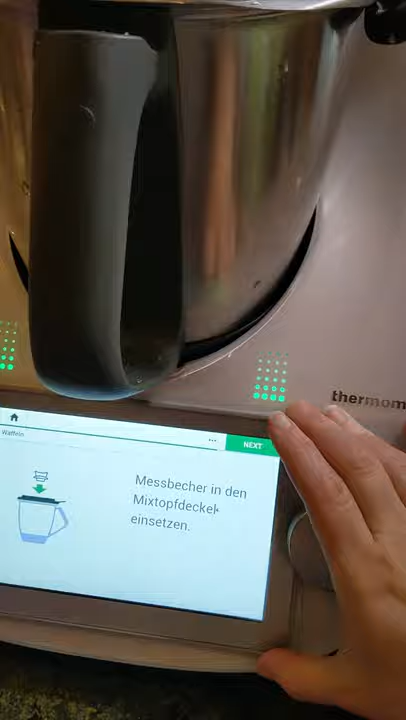 thermom
Waffeln
...
NEXT
Messbecher in den
Mixtopfdeckel
einsetzen.